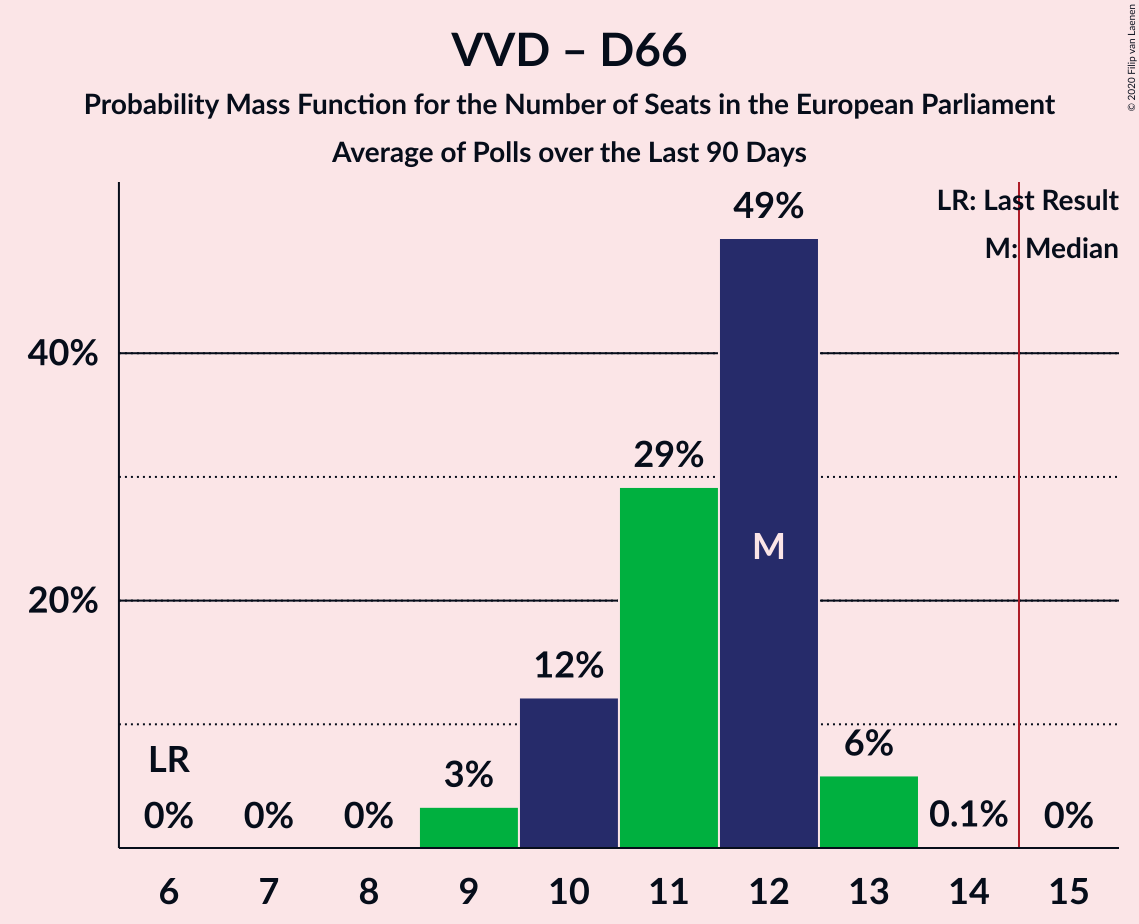 VVD – D66
Probability Mass Function for the Number of Seats in the European Parliament
Average of Polls over the Last 90 Days
© 2020 Filip van Laenen
LR: Last Result
M: Median
49%
40%
29%
M
20%
12%
6%
LR
3%
0% 0% 0% 0.1% 0%
6 7 8 9 10 11 12 13 14 15